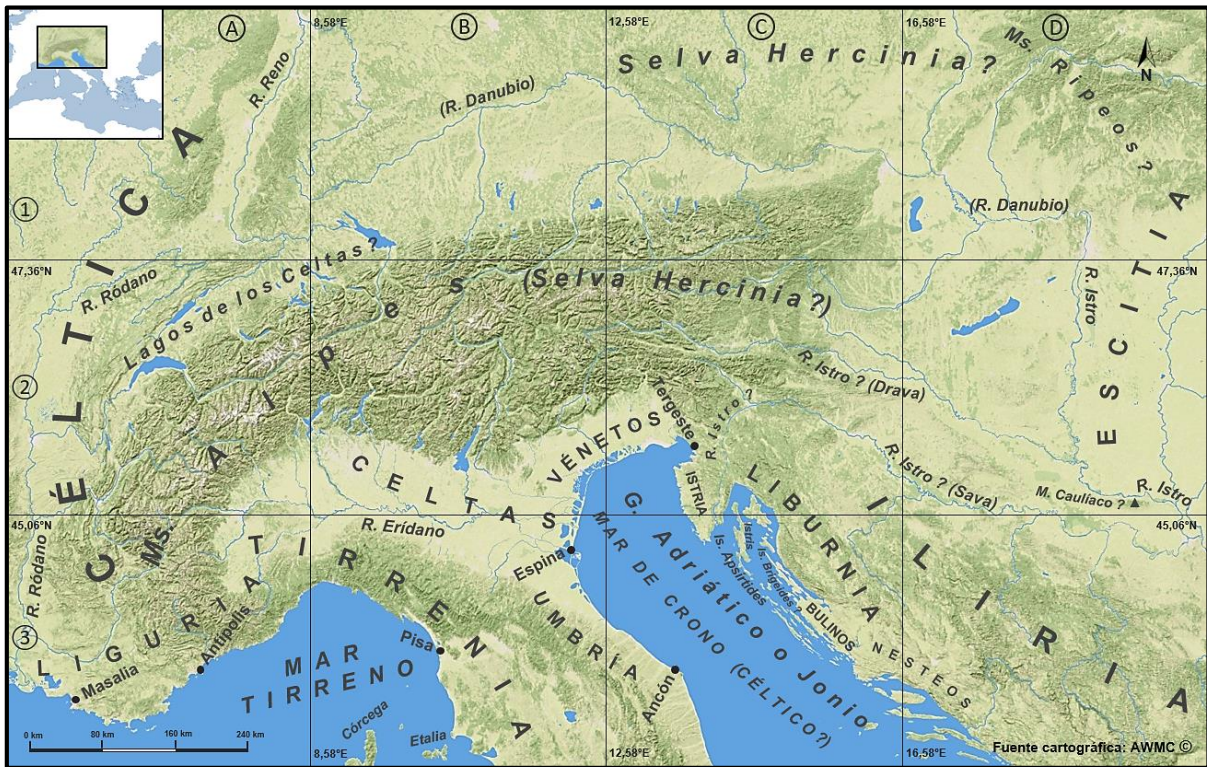 A
8,58°E
B
12,58°E
C
16,58°E
D
N
R. Reno
(R. Danubio)
Selva Hercinia ?
Ms. Ripeos ?
1
CÉLTICA
(R. Danubio)
ESCITIA
47,36°N
47,36°N
R. Ródano
Lagos de los Celtas ?
Ms. Alpes
(Selva Hercinia ?)
R. Istro
2
R. Istro ? (Drava)
Tergeste
R. Istro ?
VÉNETOS
CELTAS
ISTRIA
LIBURNIA
ILIRIA
R. Istro ? (Sava)
M. Caulíaco ?
R. Istro
45,06°N
45,06°N
R. Ródano
R. Erídano
Espina
G. Adriático o Jonio
MAR DE CRONO (CÉLTICO?)
Istris
Is. Apsírtides
Is. Brigeides ?
BULINOS
NESTEOS
3
LIGURIA
TIRRENIA
UMBRÍA
Pisa
Antípolis
Masalia
MAR
TIRRENO
Ancón
Córcega
Etalia
0 km
80 km
160 km
240 km
8,58°E
12,58°E
16,58°E
Fuente cartográfica: AWMC ©